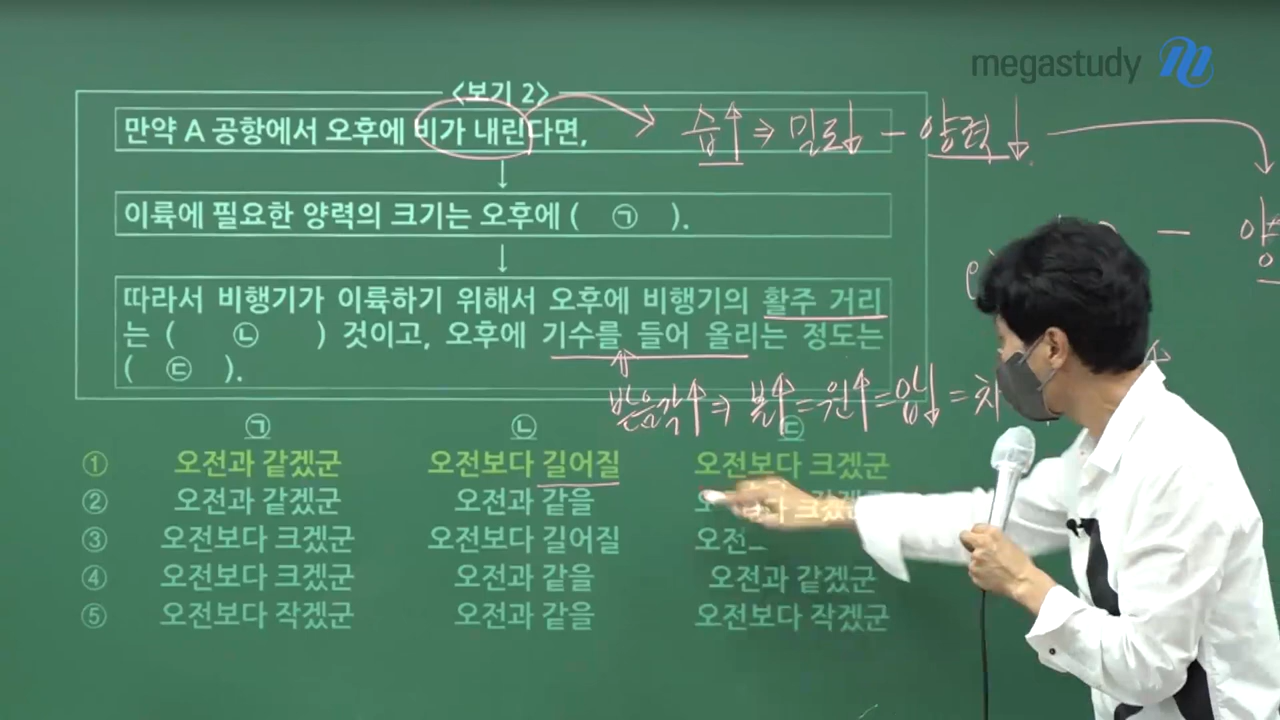 megastudy
<보기 2>
만약 A 공항에서 오후에 비가 내린다면,
습↑ ⇒ 밀도↓ - 양력↓
이륙에 필요한 양력의 크기는 오후에 ( ㉠ ).
따라서 비행기가 이륙하기 위해서 오후에 비행기의 활주 거리
는 ( ㉡ ) 것이고, 오후에 기수를 들어 올리는 정도는
( ㉢ ).
받음각↑ ⇒ 볼↑ = 원↑ = 압↓ = 차
㉠ ㉡ ㉢
① 오전과 같겠군 오전보다 길어질 오전보다 크겠군
② 오전과 같겠군 오전과 같을
③ 오전보다 크겠군 오전보다 길어질
④ 오전보다 크겠군 오전과 같을 오전과 같겠군
⑤ 오전보다 작겠군 오전과 같을 오전보다 작겠군